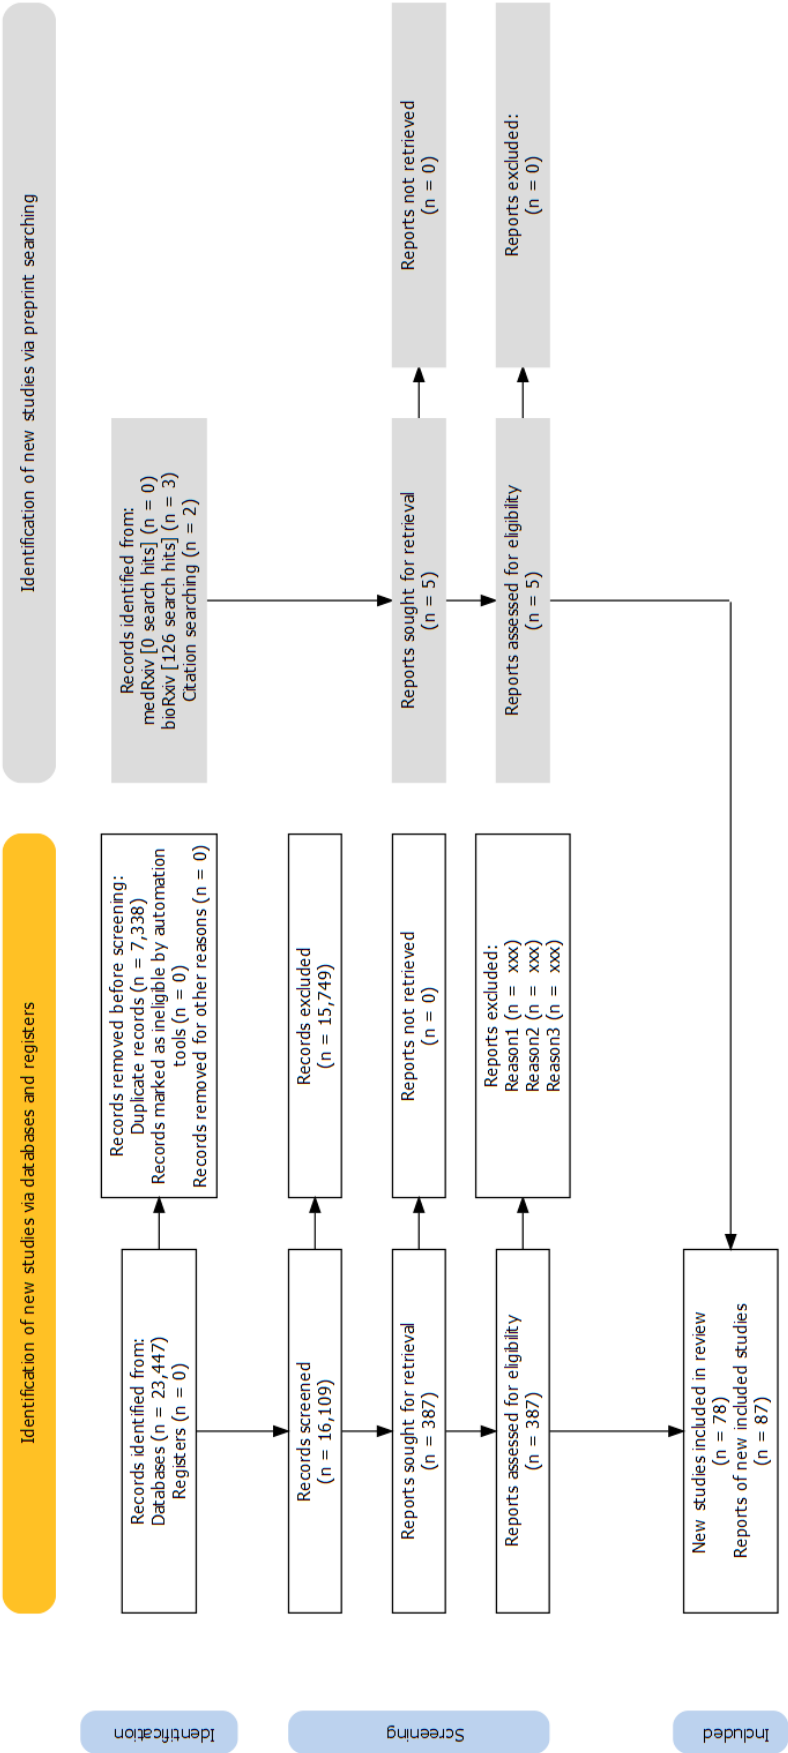 Identification of new studies via databases and registers
Identification of new studies via preprint searching
Identification
Records identified from:
Databases (n = 23,447)
Registers (n = 0)
Records removed before screening:
Duplicate records (n = 7,338)
Records marked as ineligible by automation
tools (n = 0)
Records removed for other reasons (n = 0)
Records identified from:
medRxiv [0 search hits] (n = 0)
bioRxiv [126 search hits] (n = 3)
Citation searching (n = 2)
Screening
Records screened
(n = 16,109)
Records excluded
(n = 15,749)
Reports sought for retrieval
(n = 387)
Reports not retrieved
(n = 0)
Reports sought for retrieval
(n = 5)
Reports not retrieved
(n = 0)
Reports assessed for eligibility
(n = 387)
Reports excluded:
Reason1 (n = xxx)
Reason2 (n = xxx)
Reason3 (n = xxx)
Reports assessed for eligibility
(n = 5)
Reports excluded:
(n = 0)
Included
New studies included in review
(n = 78)
Reports of new included studies
(n = 87)